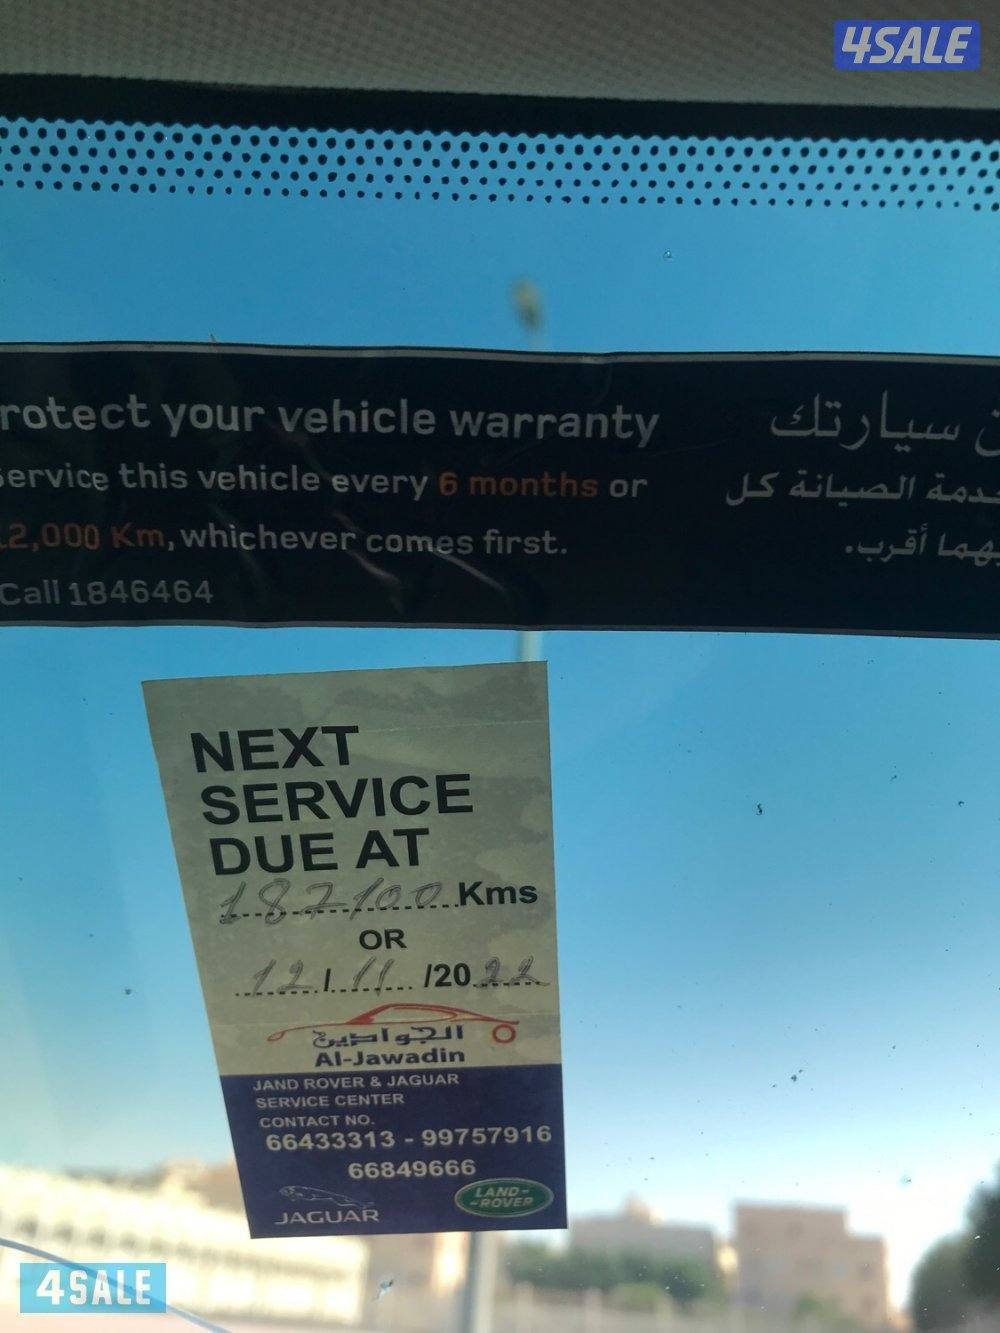 4SALE
rotect your vehicle warranty
ervice this vehicle every 6 months or
2,000 Km, whichever comes first.
Call 1846464
سيارتك
الصيانة كل
أقرب.
NEXT
SERVICE
DUE AT
187100 Kms
OR
12/11/2022
الجوادين
Al-Jawadin
JAND ROVER & JAGUAR
SERVICE CENTER
CONTACT NO.
66433313 - 99757916
66849666
JAGUAR
LAND-
-ROVER
4SALE